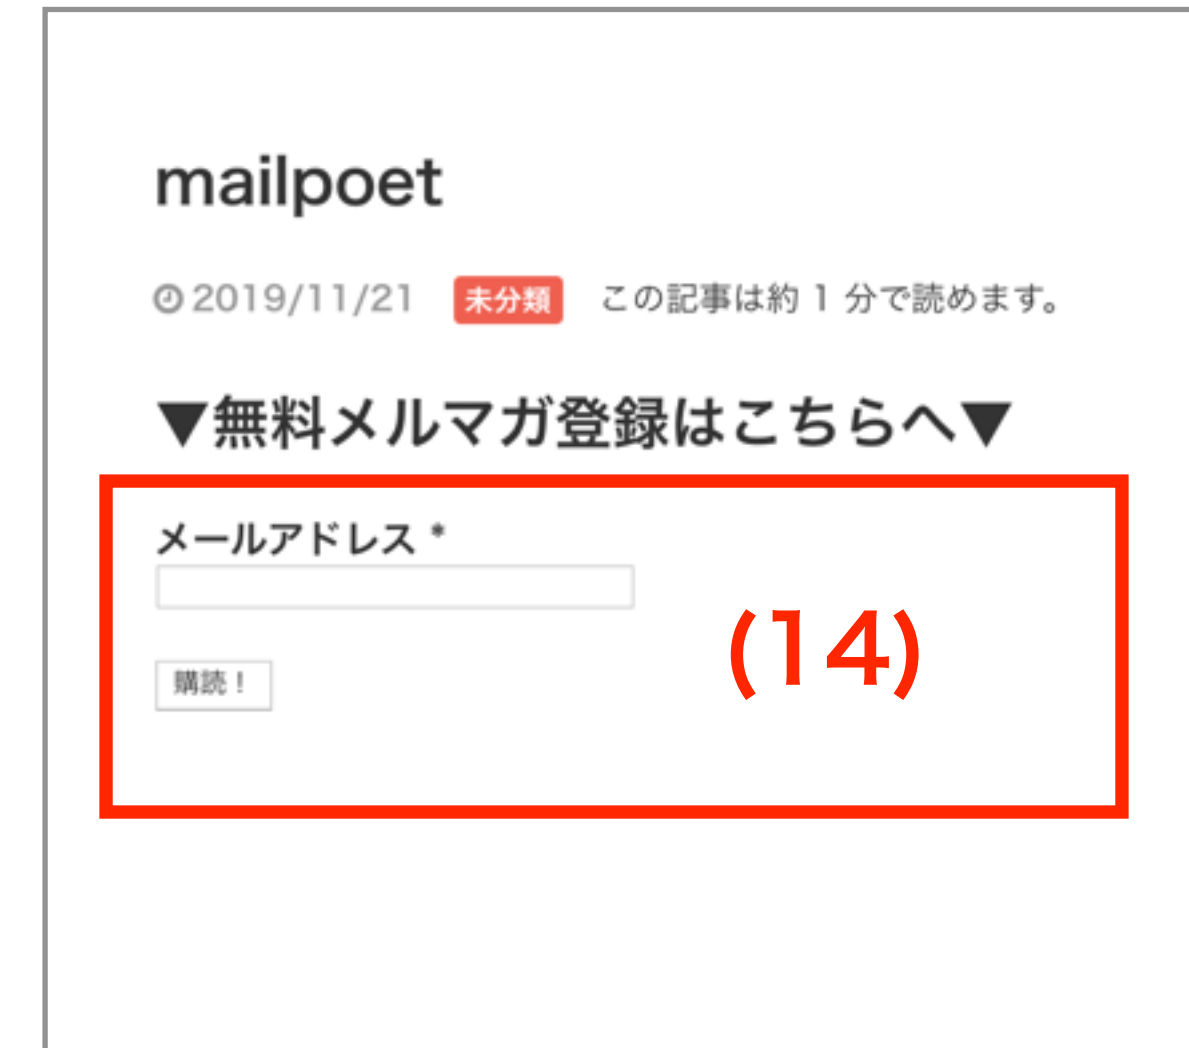 mailpoet
2019/11/21 未分類 この記事は約 1 分で読めます。
▼無料メルマガ登録はこちらへ▼
メールアドレス *
(14)
購読！